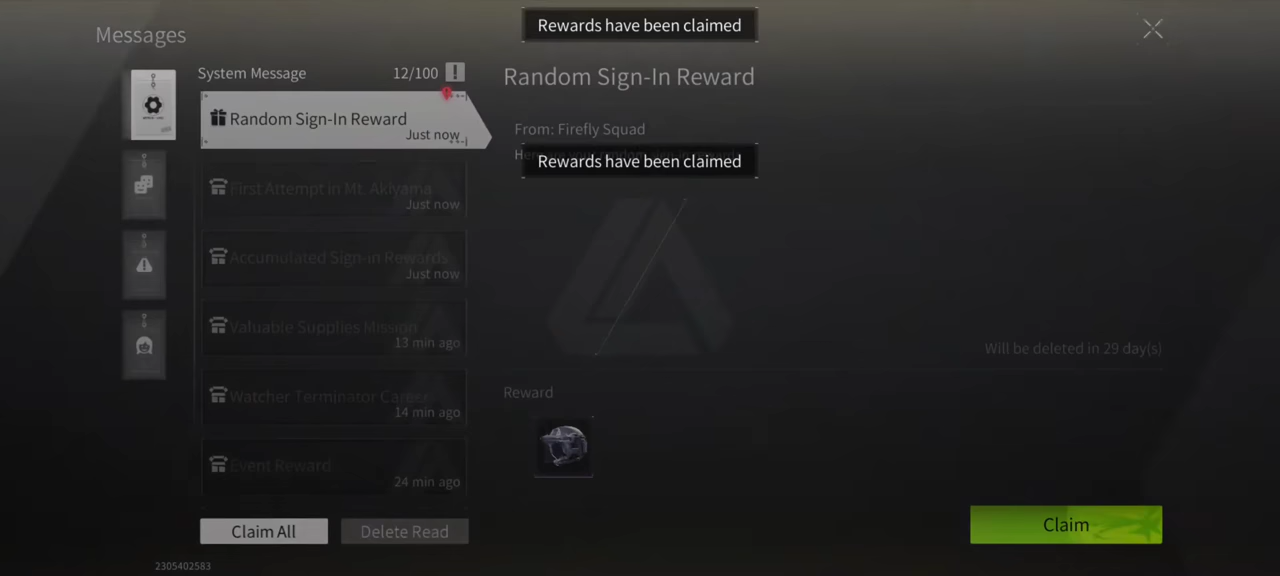 Rewards have been claimed
Messages
System Message
12/100
Random Sign-In Reward
Just now
First Attempt in Mt. Akiyama
Just now
Accumulated Sign-in Rewards
Just now
Valuable Supplies Mission
13 min ago
Watcher Terminator Career
14 min ago
Event Reward
24 min ago
Claim All
Delete Read
Random Sign-In Reward
From: Firefly Squad
Rewards have been claimed
Will be deleted in 29 day(s)
Reward
Claim
2305402583